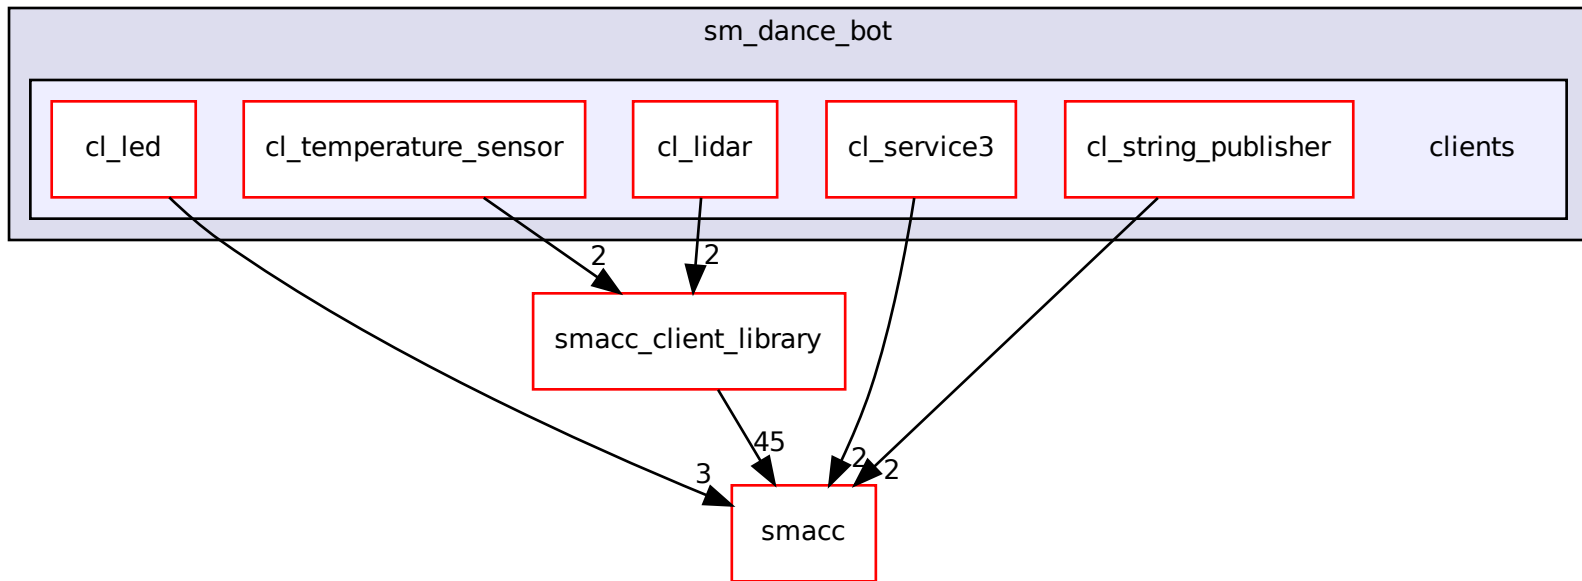 sm_dance_bot
cl_led
cl_temperature_sensor
cl_lidar
cl_service3
cl_string_publisher
clients
2
2
smacc_client_library
45
2
2
3
smacc